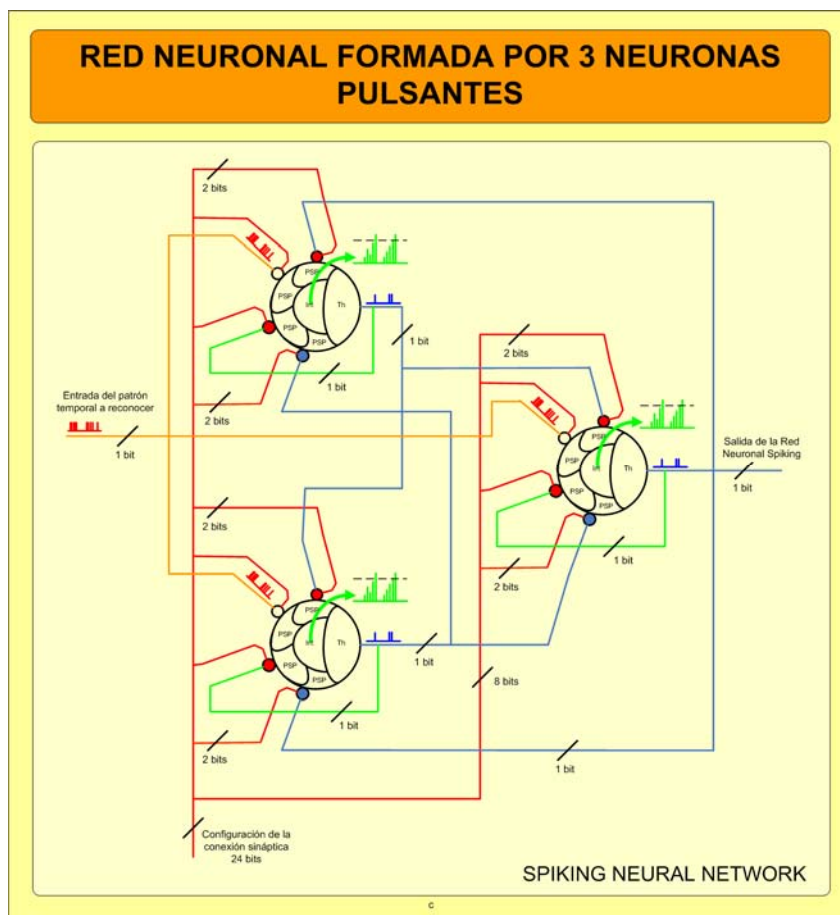 RED NEURONAL FORMADA POR 3 NEURONAS
PULSANTES
2 bits
PSP
PSP
Int
Th
PSP
PSP
1 bit
1 bit
2 bits
Entrada del patrón
temporal a reconocer
1 bit
2 bits
PSP
Int
Th
PSP
PSP
Salida de la Red
Neuronal Spiking
1 bit
1 bit
2 bits
2 bits
PSP
PSP
Int
Th
PSP
PSP
1 bit
8 bits
1 bit
2 bits
1 bit
Configuración de la
conexión sináptica
24 bits
SPIKING NEURAL NETWORK
c